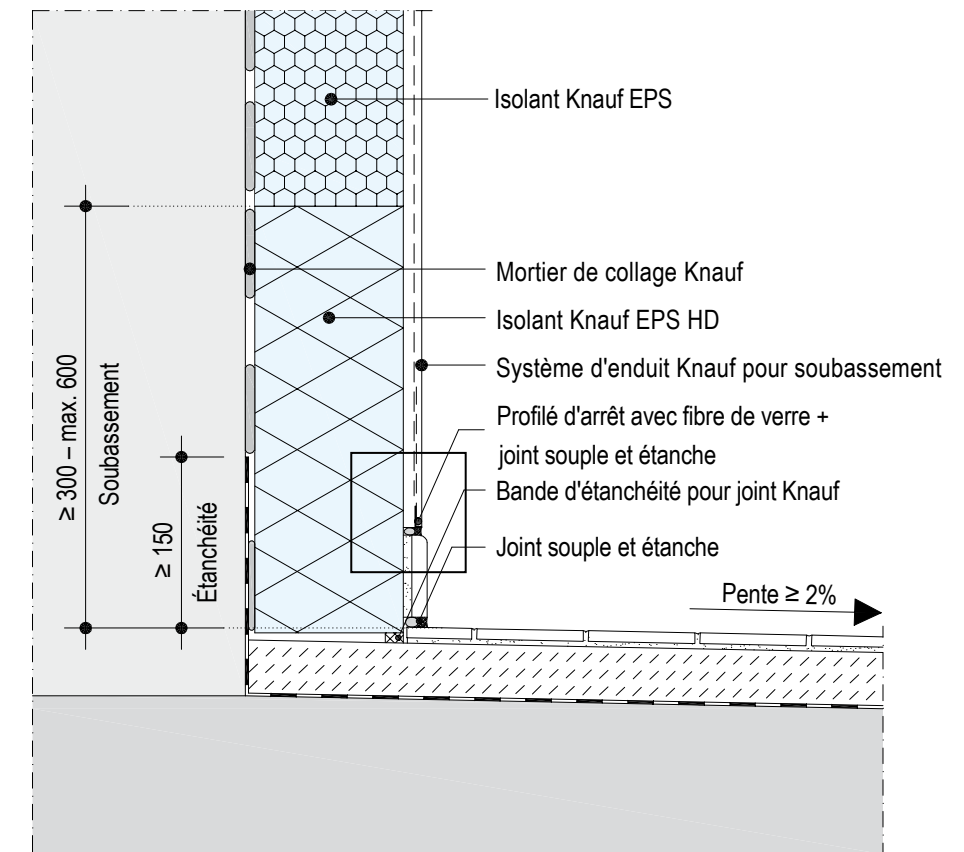 Isolant Knauf EPS
Mortier de collage Knauf
Isolant Knauf EPS HD
Système d'enduit Knauf pour soubassement
Profilé d'arrêt avec fibre de verre +
joint souple et étanche
Bande d'étanchéité pour joint Knauf
Joint souple et étanche
Pente ≥ 2%
≥ 300 – max. 600
Soubassement
≥ 150
Étanchéité